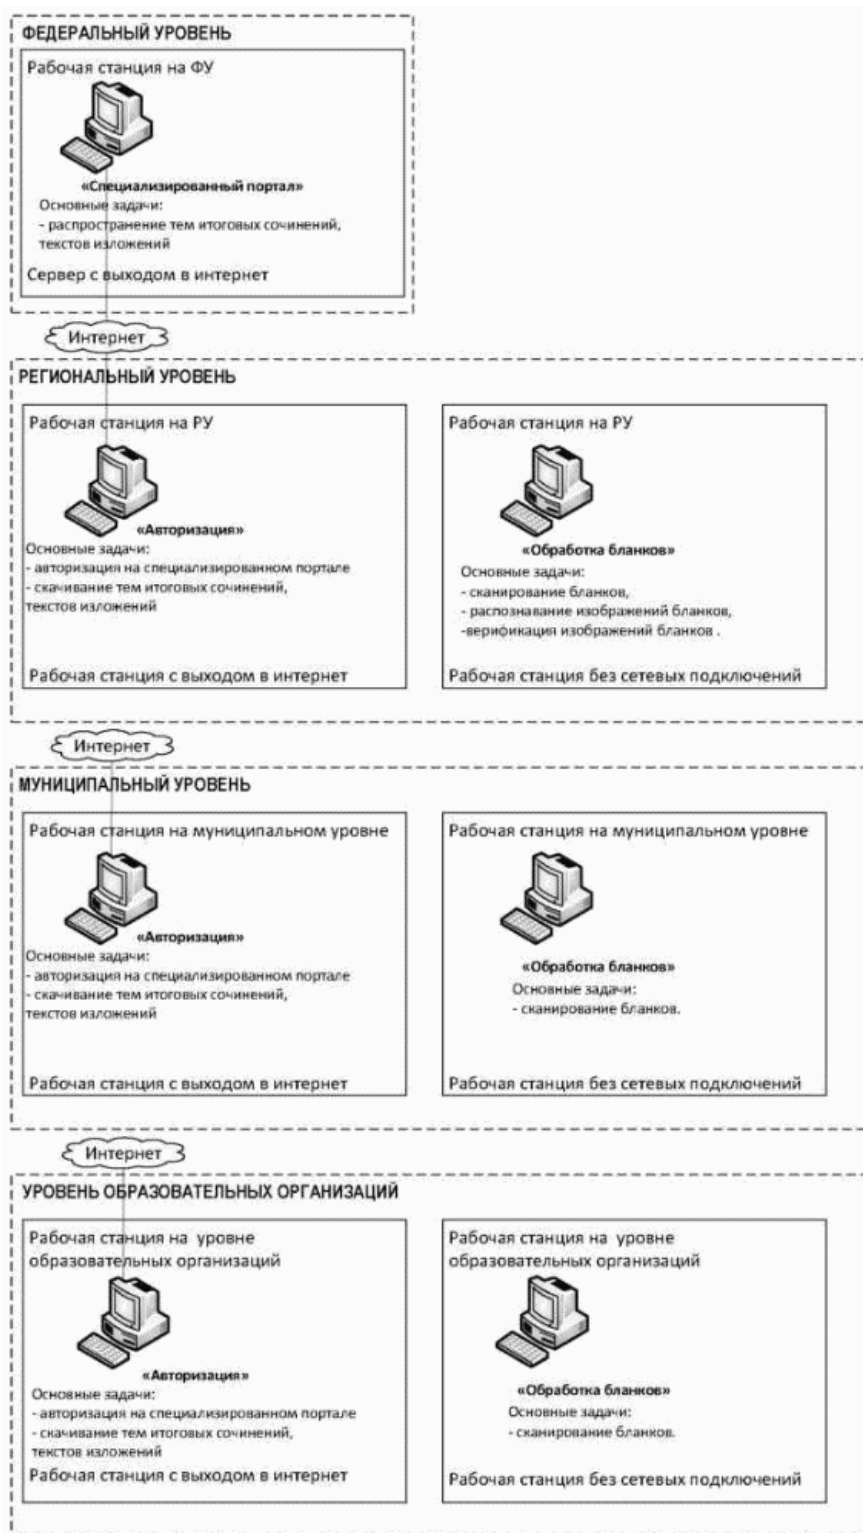 ФЕДЕРАЛЬНЫЙ УРОВЕНЬ
Рабочая станция на ФУ
«Специализированный портал»
Основные задачи:
- распространение тем итоговых сочинений,
текстов изложений
Сервер с выходом в интернет
Интернет
РЕГИОНАЛЬНЫЙ УРОВЕНЬ
Рабочая станция на РУ
«Авторизация»
Основные задачи:
- авторизация на специализированном портале
- скачивание тем итоговых сочинений,
текстов изложений
Рабочая станция с выходом в интернет
Рабочая станция на РУ
«Обработка бланков»
Основные задачи:
- сканирование бланков,
- распознавание изображений бланков,
-верификация изображений бланков .
Рабочая станция без сетевых подключений
Интернет
МУНИЦИПАЛЬНЫЙ УРОВЕНЬ
Рабочая станция на муниципальном уровне
«Авторизация»
Основные задачи:
- авторизация на специализированном портале
- скачивание тем итоговых сочинений,
текстов изложений
Рабочая станция с выходом в интернет
Рабочая станция на муниципальном уровне
«Обработка бланков»
Основные задачи:
- сканирование бланков.
Рабочая станция без сетевых подключений
Интернет
УРОВЕНЬ ОБРАЗОВАТЕЛЬНЫХ ОРГАНИЗАЦИЙ
Рабочая станция на уровне
образовательных организаций
«Авторизация»
Основные задачи:
- авторизация на специализированном портале
- скачивание тем итоговых сочинений,
текстов изложений
Рабочая станция с выходом в интернет
Рабочая станция на уровне
образовательных организаций
«Обработка бланков»
Основные задачи:
- сканирование бланков.
Рабочая станция без сетевых подключений